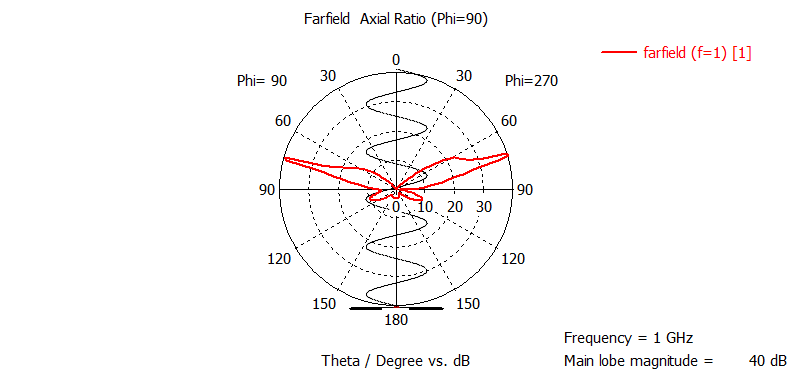 Farfield Axial Ratio (Phi=90)
farfield (f=1) [1]
0
30
30
Phi= 90
Phi=270
60
60
90
90
0
10
20
30
120
120
150
150
180
Frequency = 1 GHz
Theta / Degree vs. dB
Main lobe magnitude = 40 dB